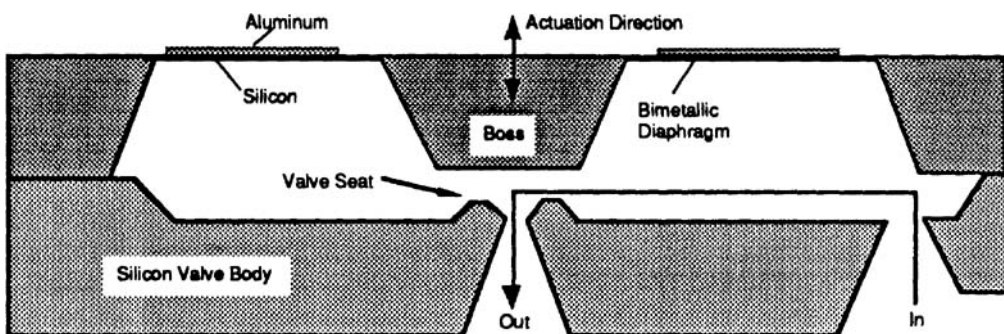 Aluminum
Actuation Direction
Silicon
Boss
Bimetallic
Diaphragm
Valve Seat
Silicon Valve Body
Out
In